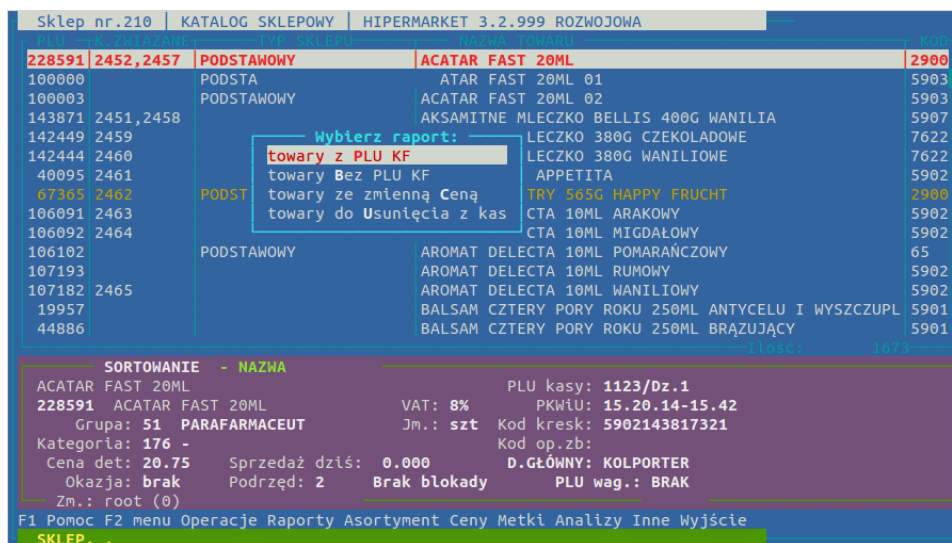 Sklep nr.210 | KATALOG SKLEPOWY | HIPERMARKET 3.2.999 ROZWOJOWA
PLU K.ZWIĄZANE TYP SKLEPU NAZWA TOWARU KOD
228591 2452,2457 PODSTAWOWY ACATAR FAST 20ML 2900
100000 PODSTA ATAR FAST 20ML 01 5903
100003 PODSTAWOWY ACATAR FAST 20ML 02 5903
143871 2451,2458 AKSAMITNE MLECZKO BELLIS 400G WANILIA 5907
142449 2459 LECZKO 380G CZEKOLADOWE 7622
142444 2460 LECZKO 380G WANILIOWE 7622
40095 2461 APPETITA 5902
67365 2462 PODST TRY 565G HAPPY FRUCHT 2900
106091 2463 CTA 10ML ARAKOWY 5902
106092 2464 CTA 10ML MIGDAŁOWY 5902
106102 PODSTAWOWY AROMAT DELECTA 10ML POMARAŃCZOWY 65
107193 AROMAT DELECTA 10ML RUMOWY 5902
107182 2465 AROMAT DELECTA 10ML WANILIOWY 5902
19957 BALSAM CZTERY PORY ROKU 250ML ANTYCELU I WYSZCZUPL 5901
44886 BALSAM CZTERY PORY ROKU 250ML BRĄZUJĄCY 5901
Ilość: 1673
Wybierz raport:
towary z PLU KF
towary Bez PLU KF
towary ze zmienną Ceną
towary do Usunięcia z kas
SORTOWANIE - NAZWA
ACATAR FAST 20ML PLU kasy: 1123/Dz.1
228591 ACATAR FAST 20ML VAT: 8% PKWiU: 15.20.14-15.42
Grupa: 51 PARAFARMACEUT Jm.: szt Kod kresk: 5902143817321
Kategoria: 176 - Kod op.zb:
Cena det: 20.75 Sprzedaż dziś: 0.000 D.GŁÓWNY: KOLPORTER
Okazja: brak Podrzęd: 2 Brak blokady PLU wag.: BRAK
Zm.: root (0)
F1 Pomoc F2 menu Operacje Raporty Asortyment Ceny Metki Analizy Inne Wyjście
SKLEP. .